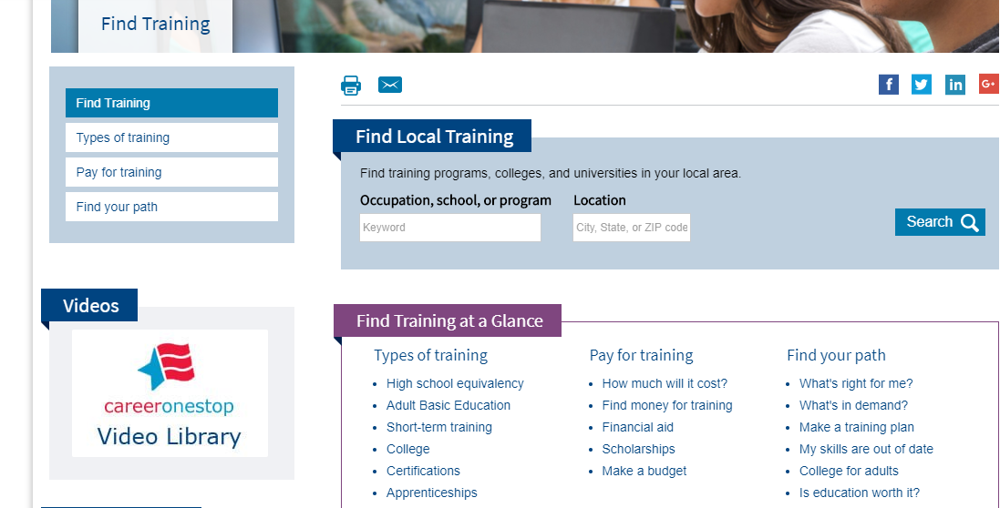 Find Training
Find Training
Types of training
Pay for training
Find your path
Videos
careeronestop
Video Library
f
in
G+
Find Local Training
Find training programs, colleges, and universities in your local area.
Occupation, school, or program
Location
Keyword
City, State, or ZIP code
Search
Find Training at a Glance
Types of training
High school equivalency
Adult Basic Education
Short-term training
College
Certifications
Apprenticeships
Pay for training
How much will it cost?
Find money for training
Financial aid
Scholarships
Make a budget
Find your path
What's right for me?
What's in demand?
Make a training plan
My skills are out of date
College for adults
Is education worth it?